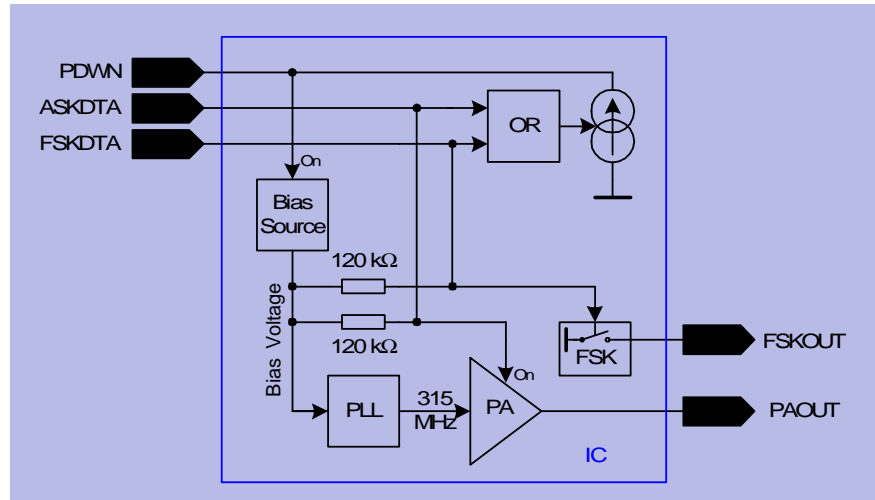 PDWN
ASKDTA
FSKDTA
On
OR
Bias
Source
120 kΩ
120 kΩ
Bias Voltage
FSK
FSKOUT
On
PLL
315
MHz
PA
PAOUT
IC